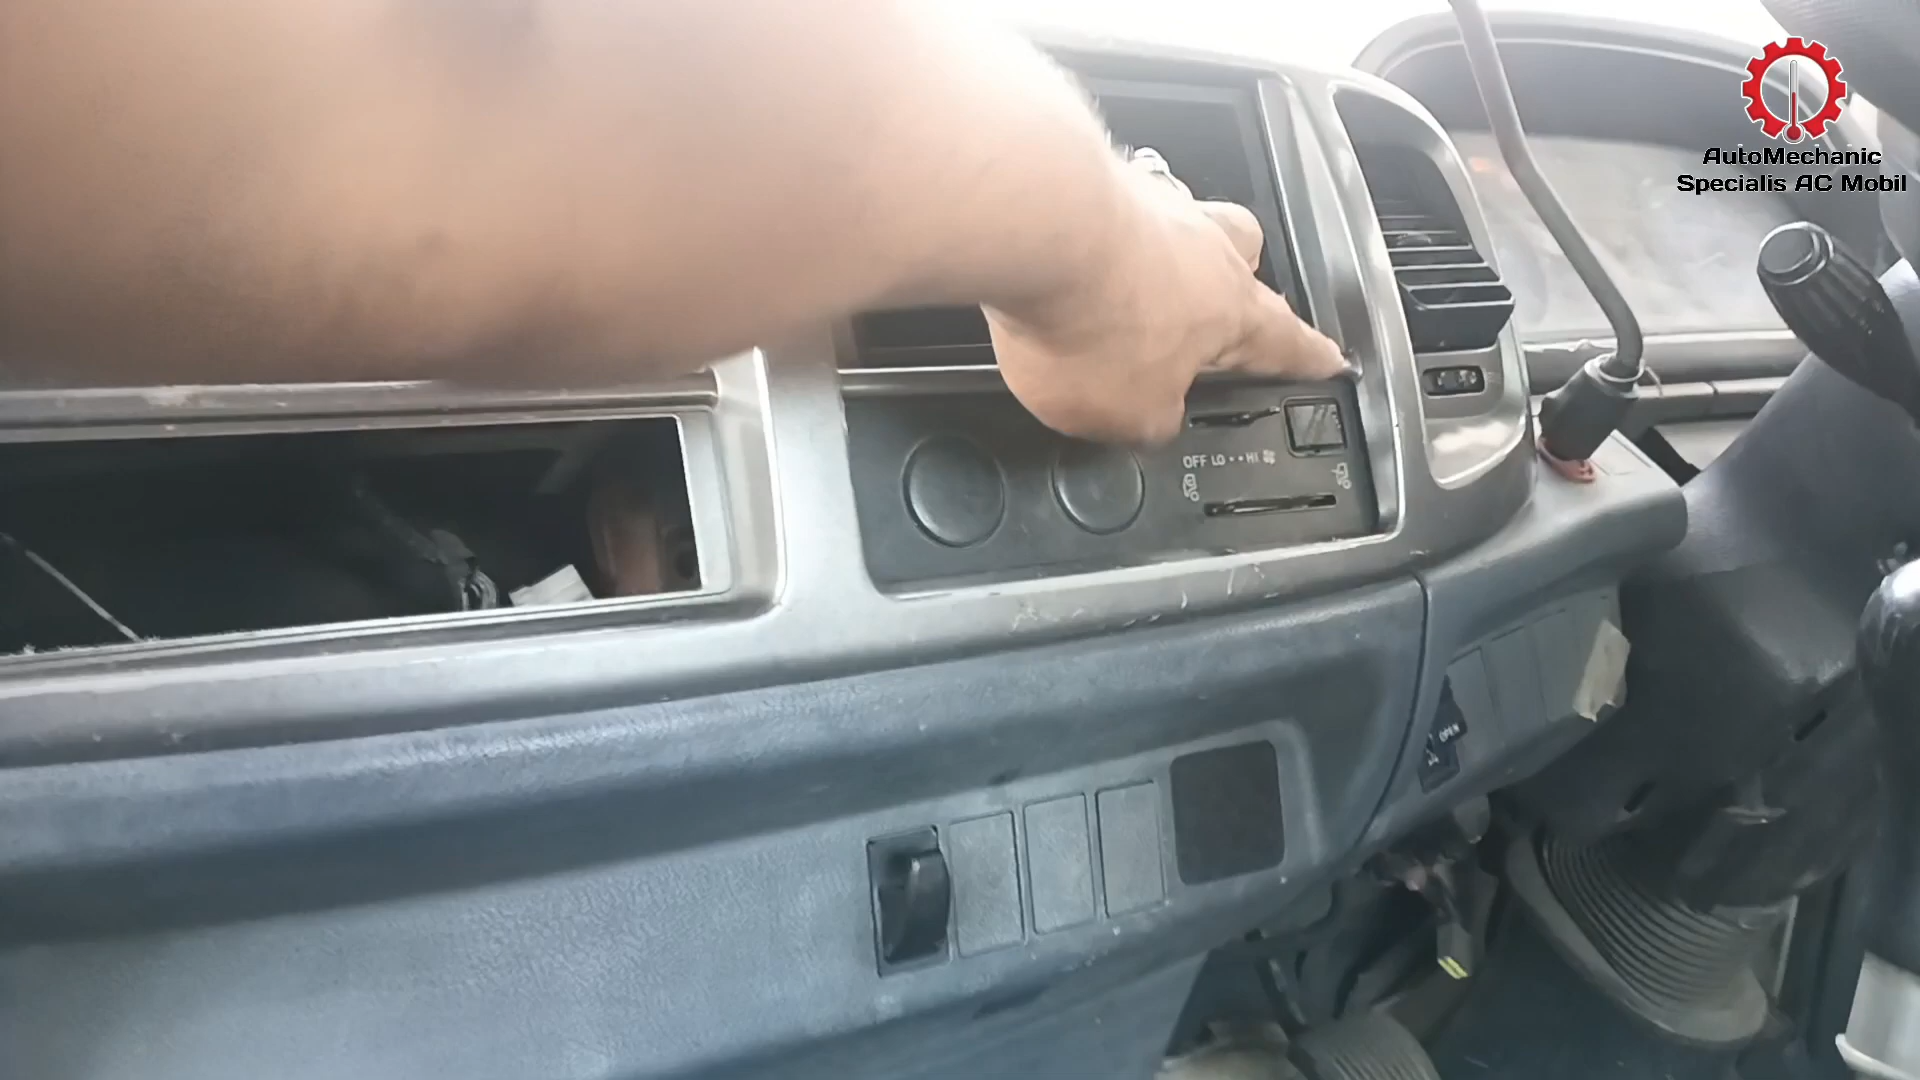 AutoMechanic
Specialis AC Mobil
OFF LO • • HI
OPEN